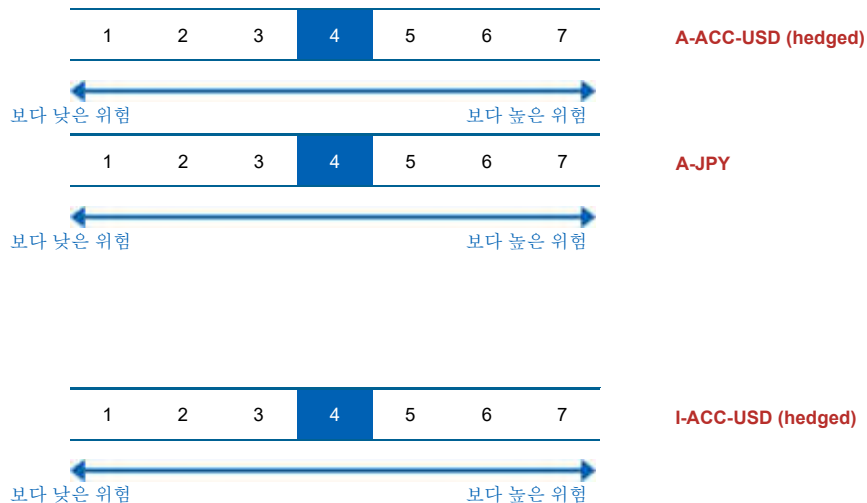 1 2 3 4 5 6 7 A-ACC-USD (hedged)
보다 낮은 위험 보다 높은 위험
1 2 3 4 5 6 7 A-JPY
보다 낮은 위험 보다 높은 위험
1 2 3 4 5 6 7 I-ACC-USD (hedged)
보다 낮은 위험 보다 높은 위험